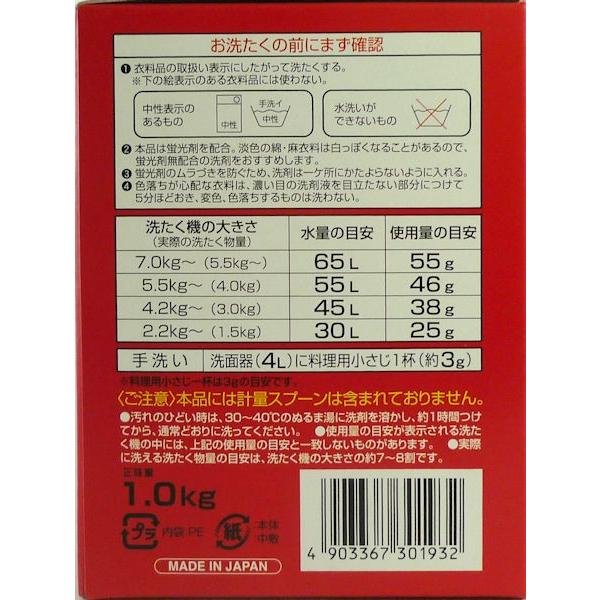 お洗たくの前にまず確認
❶衣料品の取扱い表示にしたがって洗たくする。
※下の絵表示のある衣料品には使わない。
中性表示の
あるもの
中性
手洗イ
中性
水洗いが
できないもの
❷本品は蛍光剤を配合。淡色の綿・麻衣料は白っぽくなることがあるので、
蛍光剤無配合の洗剤をおすすめします。
❸蛍光剤のムラづきを防ぐため、洗剤は一ケ所にかたよらないように入れる。
❹色落ちが心配な衣料は、濃い目の洗剤液を目立たない部分につけて
5分ほどおき、変色、色落ちするものは洗わない。
洗たく機の大きさ
(実際の洗たく物量)
水量の目安
使用量の目安
7.0kg〜(5.5kg〜) 65L 55g
5.5kg〜(4.0kg) 55L 46g
4.2kg〜(3.0kg) 45L 38g
2.2kg〜(1.5kg) 30L 25g
手洗い 洗面器(4L)に料理用小さじ1杯(約3g)
※料理用小さじ一杯は3gの目安です。
〈ご注意〉本品には計量スプーンは含まれておりません。
●汚れのひどい時は、30〜40℃のぬるま湯に洗剤を溶かし、約1時間つけ
てから、通常どおりに洗ってください。 ●使用量の目安が表示される洗た
く機の中には、上記の使用量の目安と一致しないものがあります。 ●実際
に洗える洗たく物量の目安は、洗たく機の大きさの約7〜8割です。
正味量
1.0kg
プラ
内袋:PE
紙
:本体
:中敷
MADE IN JAPAN
4 903367 301932